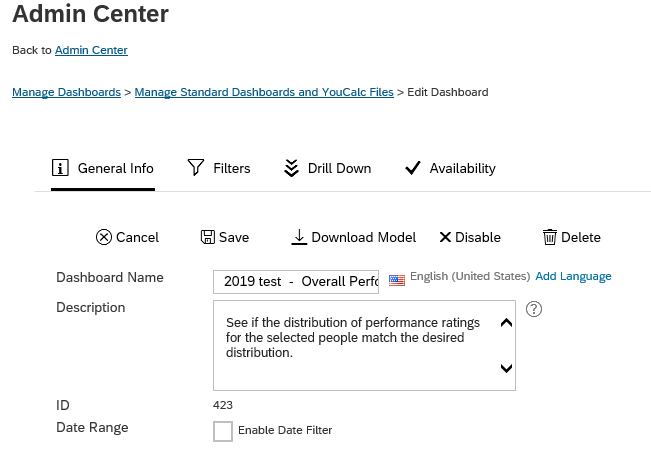 Admin Center
Back to Admin Center
Manage Dashboards > Manage Standard Dashboards and YouCalc Files > Edit Dashboard
General Info Filters Drill Down Availability
Cancel Save Download Model Disable Delete
Dashboard Name 2019 test - Overall Perfo English (United States) Add Language
Description
See if the distribution of performance ratings
for the selected people match the desired
distribution.
ID 423
Date Range Enable Date Filter